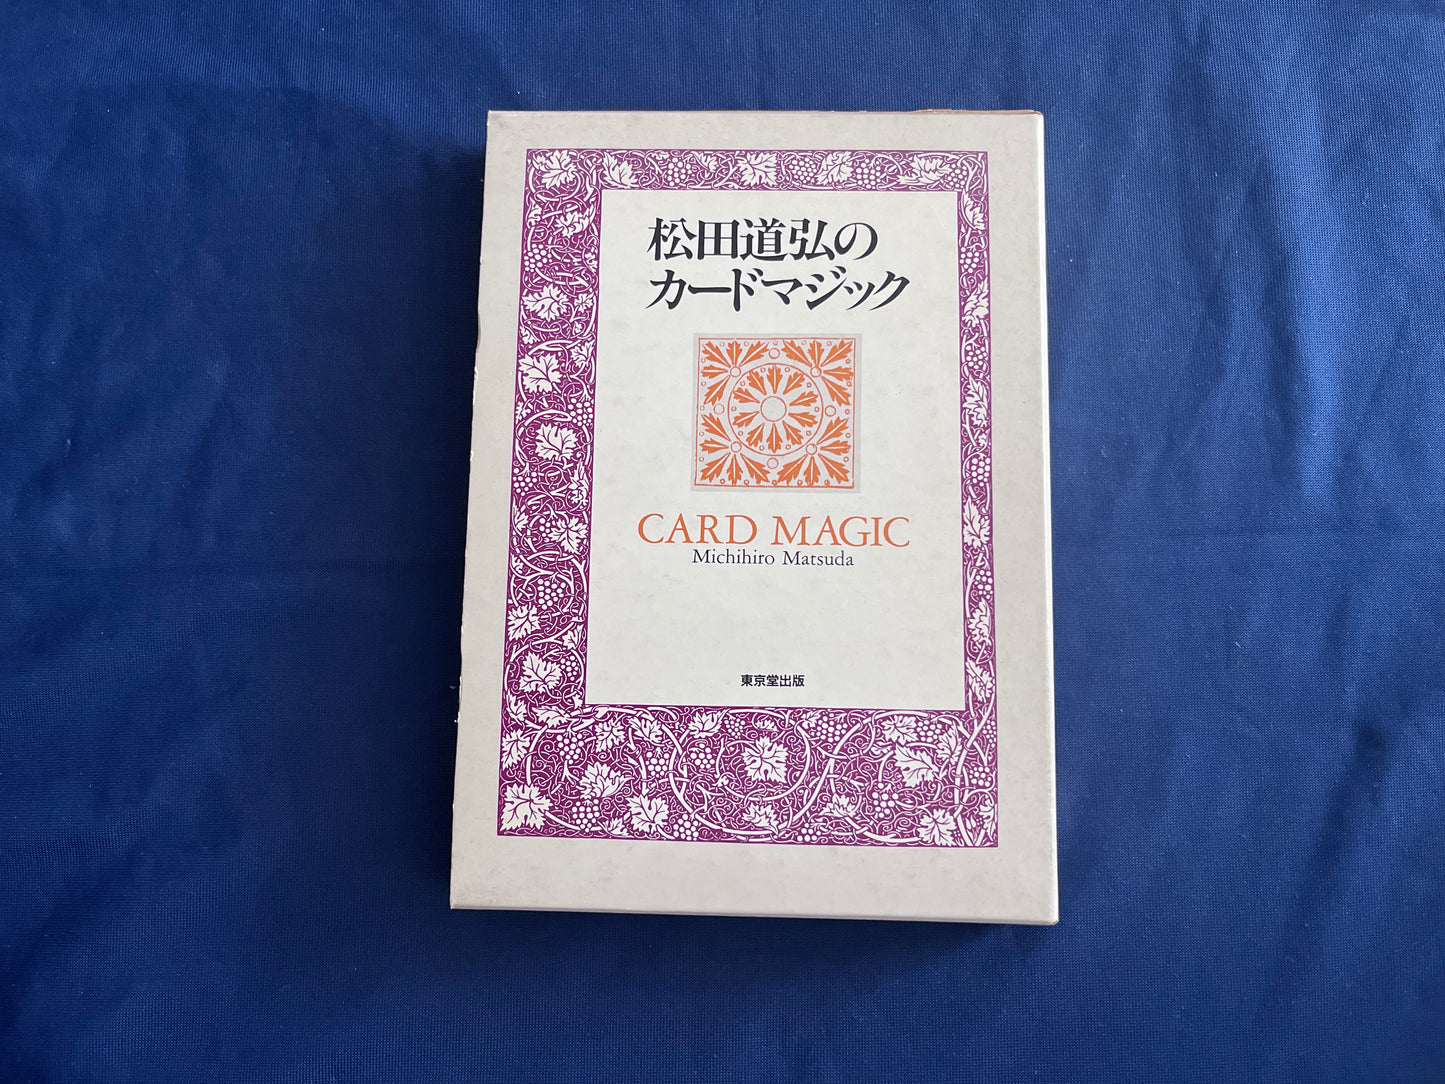 松田道弘の
カードマジック
CARD MAGIC
Michihiro Matsuda
東京堂出版